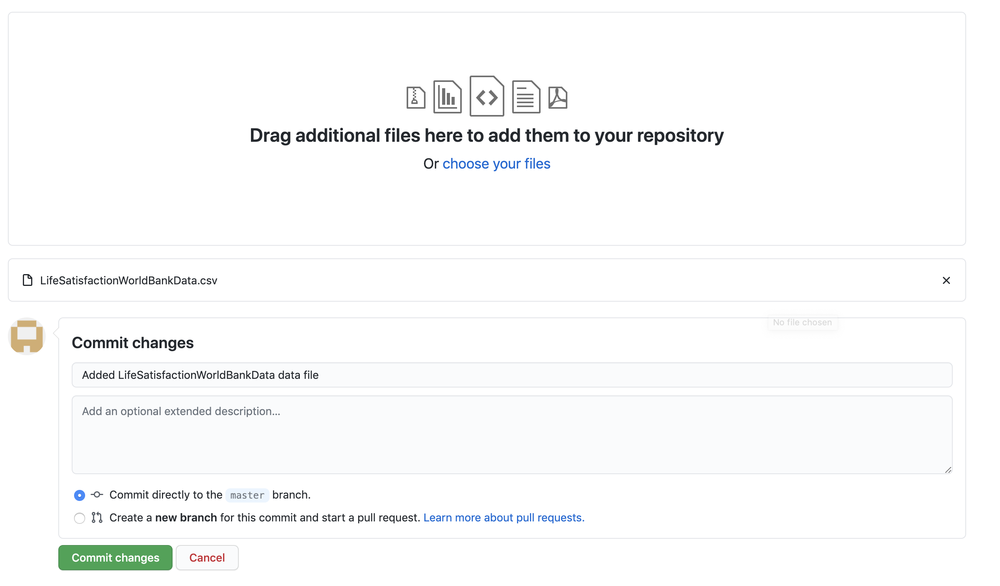 Drag additional files here to add them to your repository
Or choose your files
LifeSatisfactionWorldBankData.csv
No file chosen
Commit changes
Added LifeSatisfactionWorldBankData data file
Add an optional extended description...
Commit directly to the master branch.
Create a new branch for this commit and start a pull request. Learn more about pull requests.
Commit changes
Cancel